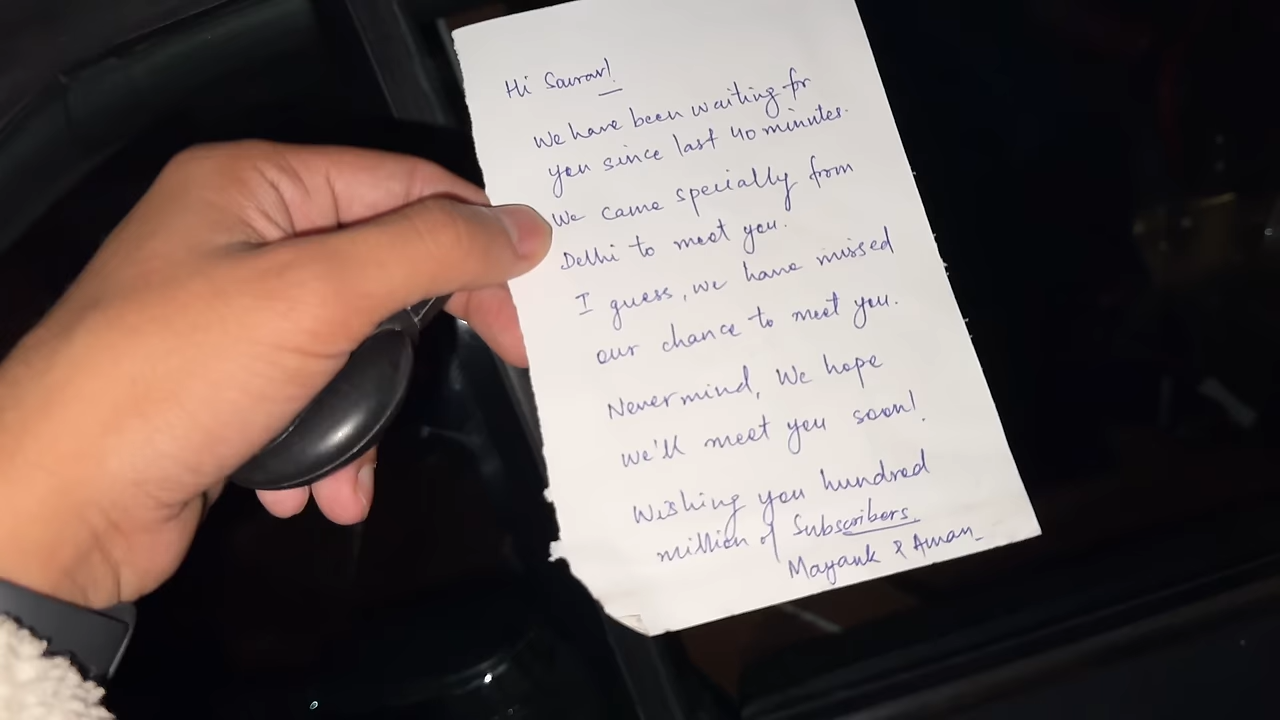 Hi Sourav!
We have been waiting for
you since last 40 minutes.
We came specially from
Delhi to meet you.
I guess, we have missed
our chance to meet you.
Nevermind, We hope
we'll meet you soon!
Wishing you hundred
million of Subscribers
Mayank & Aman